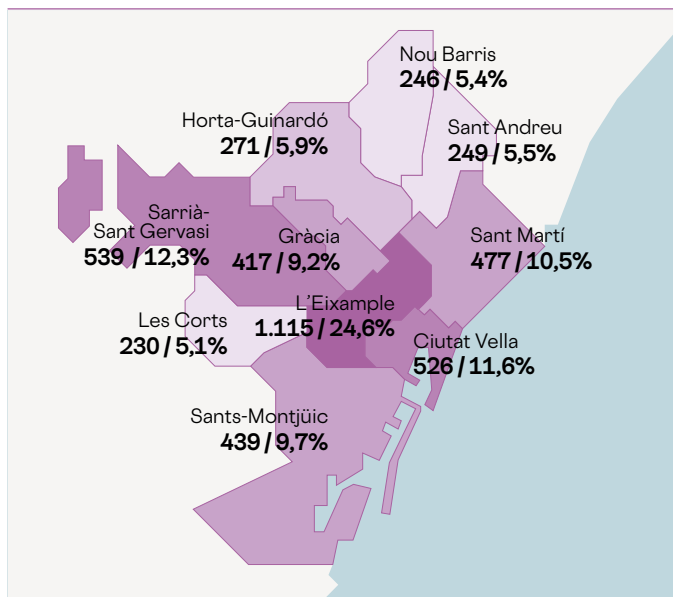 Nou Barris
246 / 5,4%
Horta-Guinardó
271 / 5,9%
Sant Andreu
249 / 5,5%
Sarrià-
Sant Gervasi
539 / 12,3%
Gràcia
417 / 9,2%
Sant Martí
477 / 10,5%
L'Eixample
1.115 / 24,6%
Les Corts
230 / 5,1%
Ciutat Vella
526 / 11,6%
Sants-Montjüic
439 / 9,7%